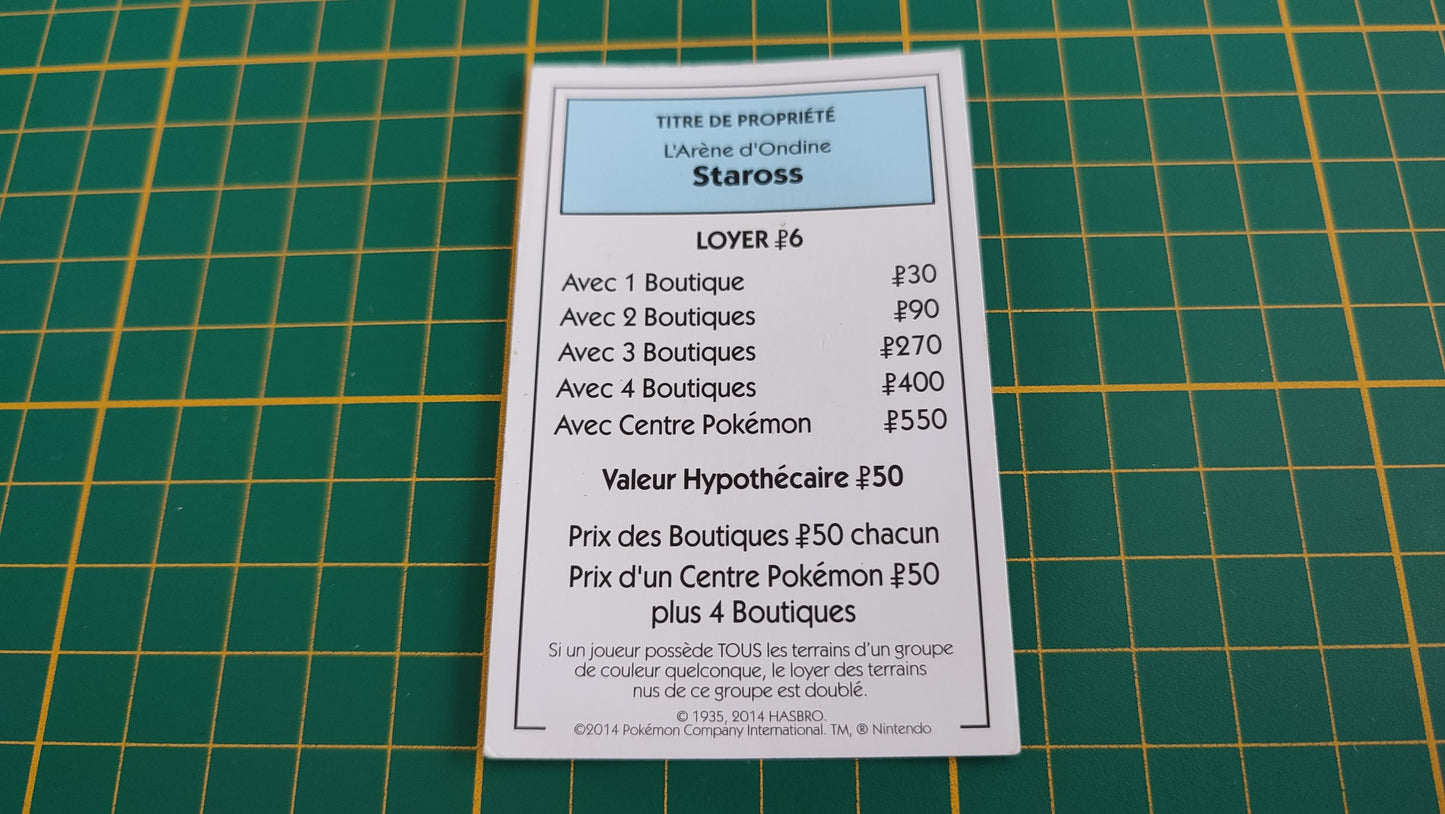 TITRE DE PROPRIÉTÉ
L'Arène d'Ondine
Staross
LOYER ₽6
Avec 1 Boutique ₽30
Avec 2 Boutiques ₽90
Avec 3 Boutiques ₽270
Avec 4 Boutiques ₽400
Avec Centre Pokémon ₽550
Valeur Hypothécaire ₽50
Prix des Boutiques ₽50 chacun
Prix d'un Centre Pokémon ₽50
plus 4 Boutiques
Si un joueur possède TOUS les terrains d'un groupe
de couleur quelconque, le loyer des terrains
nus de ce groupe est doublé.
© 1935, 2014 HASBRO.
©2014 Pokémon Company International. TM, ® Nintendo